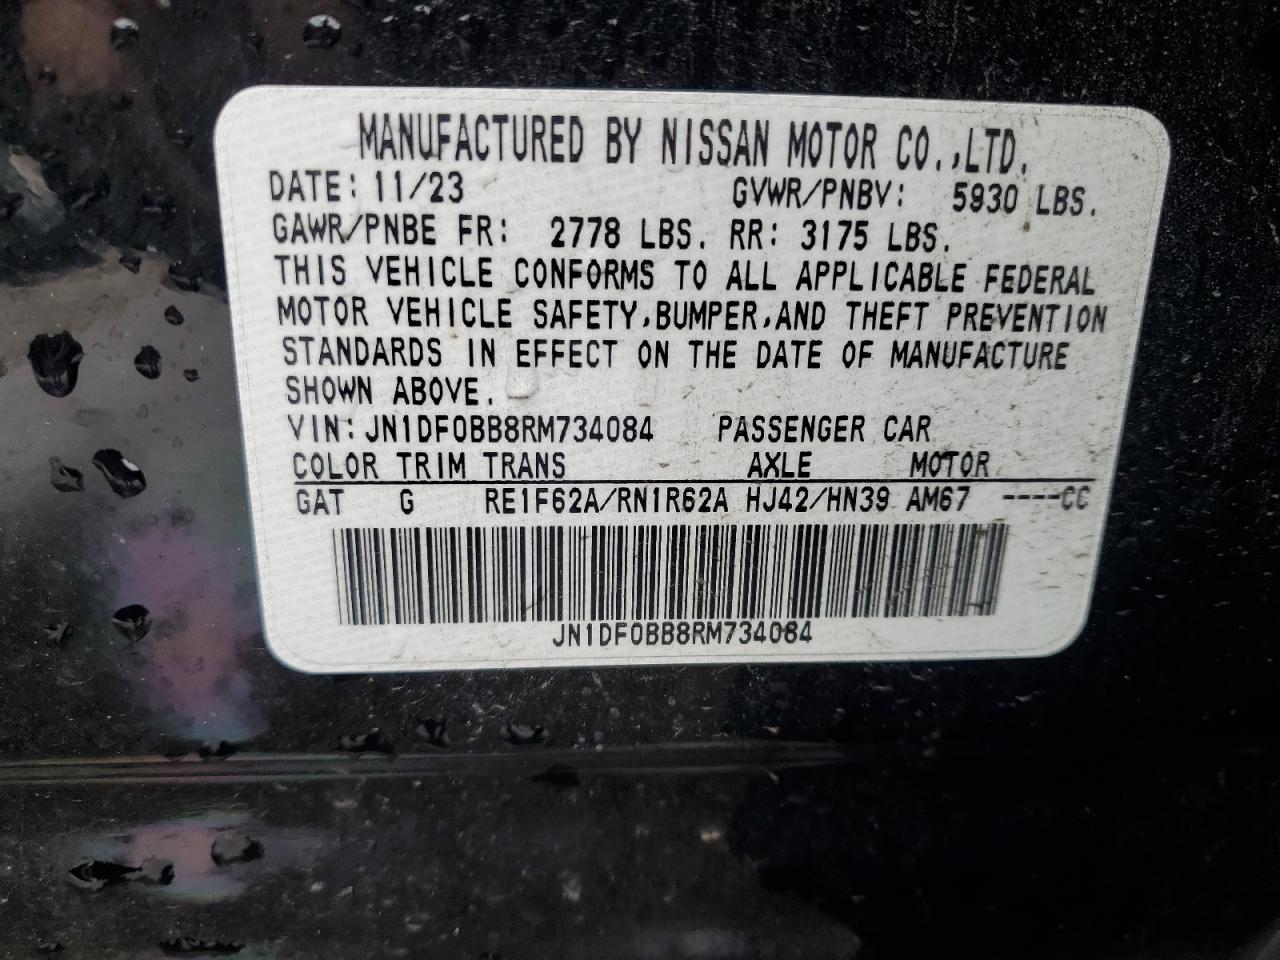 MANUFACTURED BY NISSAN MOTOR CO.,LTD.
DATE: 11/23 GVWR/PNBV: 5930 LBS.
GAWR/PNBE FR: 2778 LBS. RR: 3175 LBS.
THIS VEHICLE CONFORMS TO ALL APPLICABLE FEDERAL
MOTOR VEHICLE SAFETY,BUMPER,AND THEFT PREVENTION
STANDARDS IN EFFECT ON THE DATE OF MANUFACTURE
SHOWN ABOVE.
VIN: JN1DF0BB8RM734084 PASSENGER CAR
COLOR TRIM TRANS AXLE MOTOR
GAT G RE1F62A/RN1R62A HJ42/HN39 AM67 ----CC
JN1DF0BB8RM734084